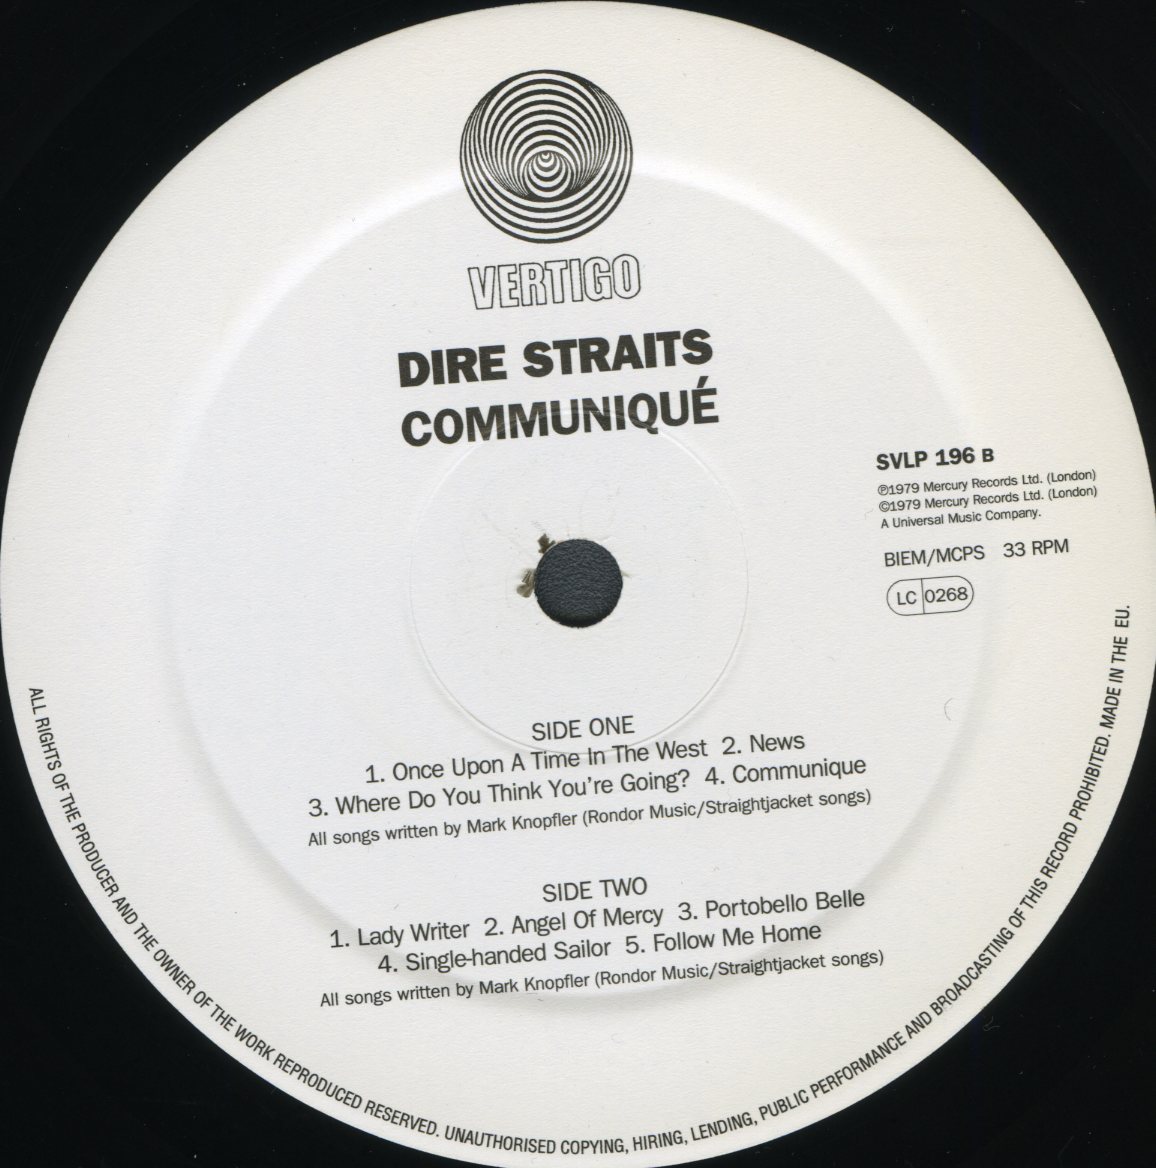 VERTIGO
DIRE STRAITS
COMMUNIQUÉ
SVLP 196 B
℗1979 Mercury Records Ltd. (London)
©1979 Mercury Records Ltd. (London)
A Universal Music Company.
BIEM/MCPS 33 RPM
LC 0268
SIDE ONE
1. Once Upon A Time In The West 2. News
3. Where Do You Think You're Going? 4. Communique
All songs written by Mark Knopfler (Rondor Music/Straightjacket songs)
SIDE TWO
1. Lady Writer 2. Angel Of Mercy 3. Portobello Belle
4. Single-handed Sailor 5. Follow Me Home
All songs written by Mark Knopfler (Rondor Music/Straightjacket songs)
ALL RIGHTS OF THE PRODUCER AND THE OWNER OF THE WORK REPRODUCED RESERVED. UNAUTHORISED COPYING, HIRING, LENDING, PUBLIC PERFORMANCE AND BROADCASTING OF THIS RECORD PROHIBITED. MADE IN THE EU.